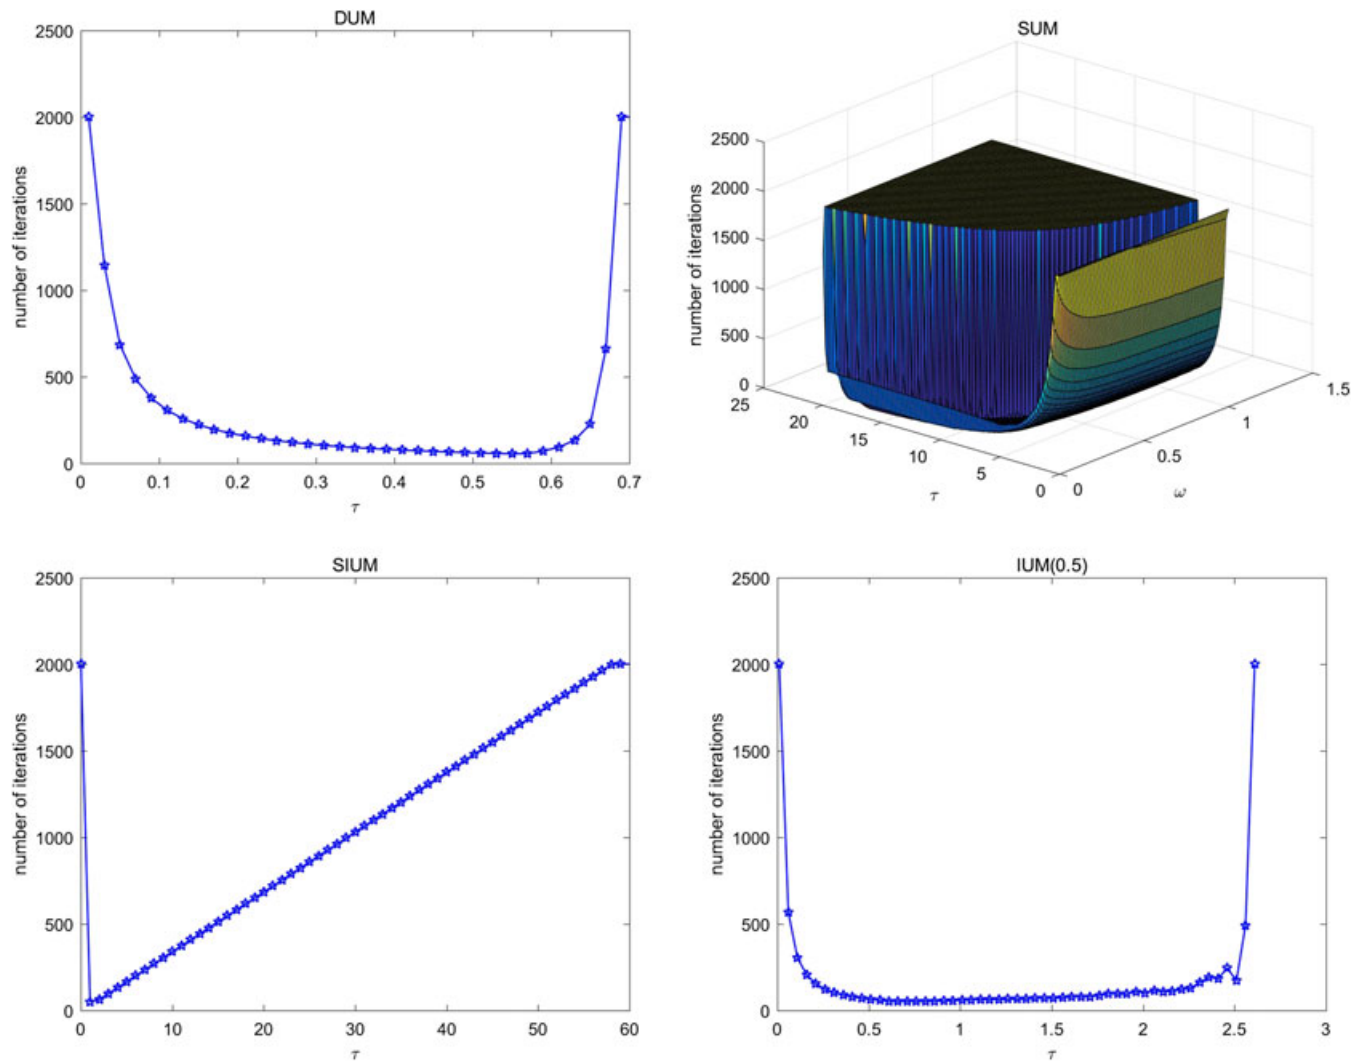 DUM
2500
2000
1500
1000
500
0
number of iterations
0 0.1 0.2 0.3 0.4 0.5 0.6 0.7
τ
SUM
2500
2000
1500
1000
500
0
number of iterations
25 20 15 10 5 0
τ
0 0.5 1 1.5
ω
SIUM
2500
2000
1500
1000
500
0
number of iterations
0 10 20 30 40 50 60
τ
IUM(0.5)
2500
2000
1500
1000
500
0
number of iterations
0 0.5 1 1.5 2 2.5 3
τ